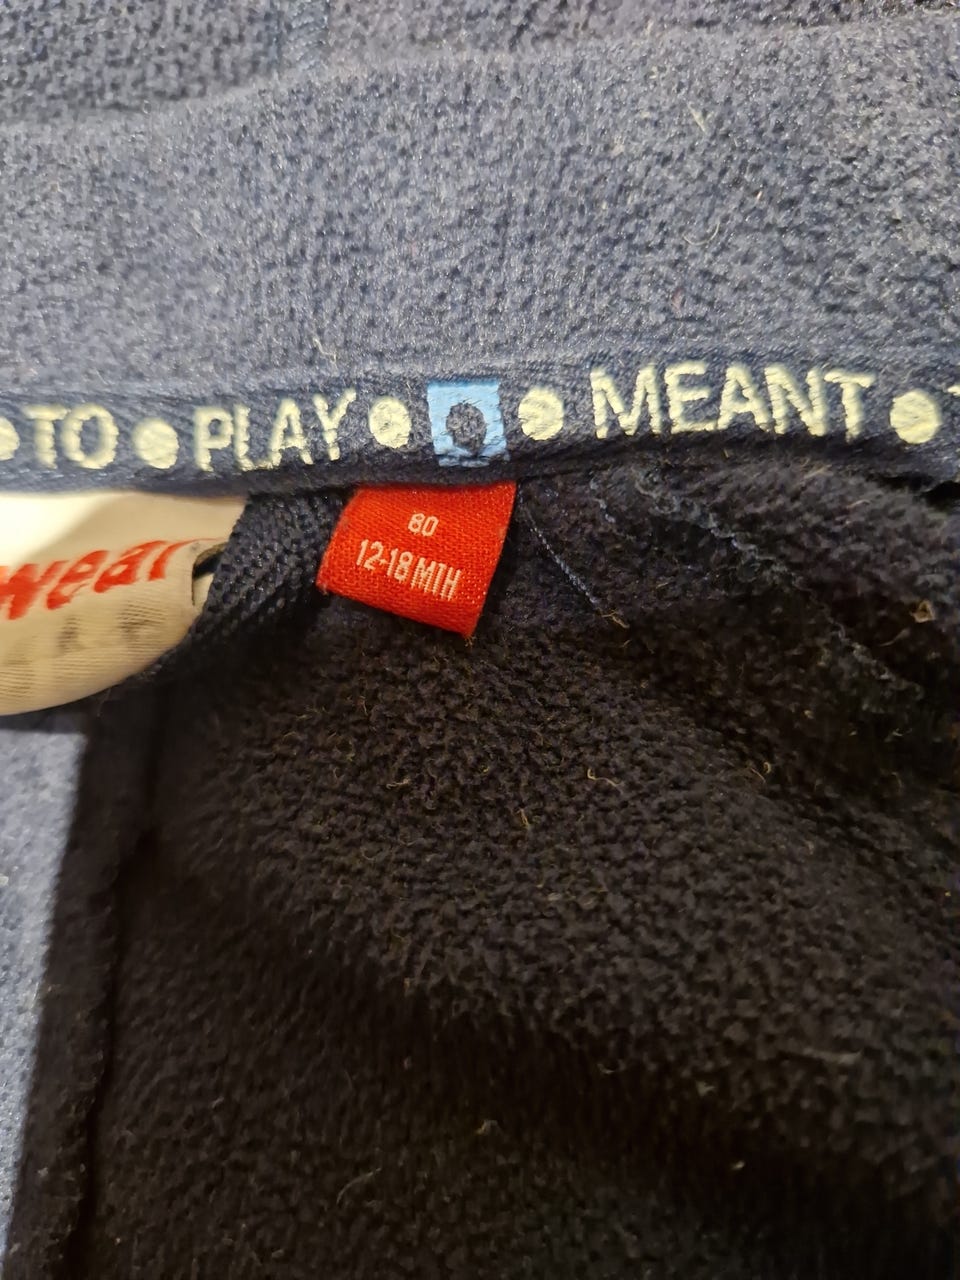 TO • PLAY • • MEANT •
80
12-18 MTH
wear